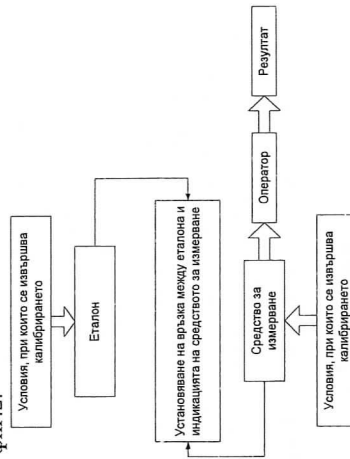 Условия, при които се извършва
калибрирането
Еталон
Установяване на връзка между еталона и
индикацията на средството за измерване
Средство за
измерване
Оператор
Резултат
Условия, при които се извършва
калибрирането